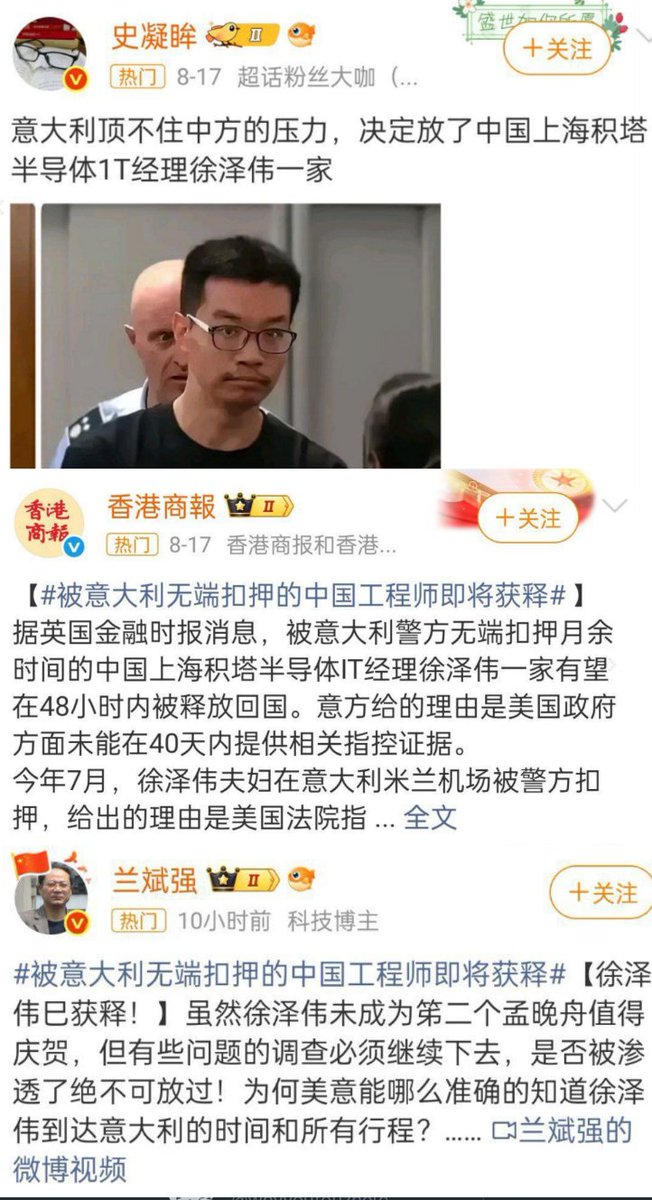 盛世如你所愿
史凝眸 II
+关注
热门 8-17 超话粉丝大咖（...
意大利顶不住中方的压力，决定放了中国上海积塔
半导体1T经理徐泽伟一家
香港
商報
香港商報 II
+关注
热门 8-17 香港商报和香港...
【#被意大利无端扣押的中国工程师即将获释#】
据英国金融时报消息，被意大利警方无端扣押月余
时间的中国上海积塔半导体IT经理徐泽伟一家有望
在48小时内被释放回国。意方给的理由是美国政府
方面未能在40天内提供相关指控证据。
今年7月，徐泽伟夫妇在意大利米兰机场被警方扣
押，给出的理由是美国法院指 ... 全文
兰斌强 II
+关注
热门 10小时前 科技博主
#被意大利无端扣押的中国工程师即将获释#【徐泽
伟巳获释！】虽然徐泽伟未成为第二个孟晚舟值得
庆贺，但有些问题的调查必须继续下去，是否被渗
透了绝不可放过！为何美意能哪么准确的知道徐泽
伟到达意大利的时间和所有行程？...... 兰斌强的
微博视频